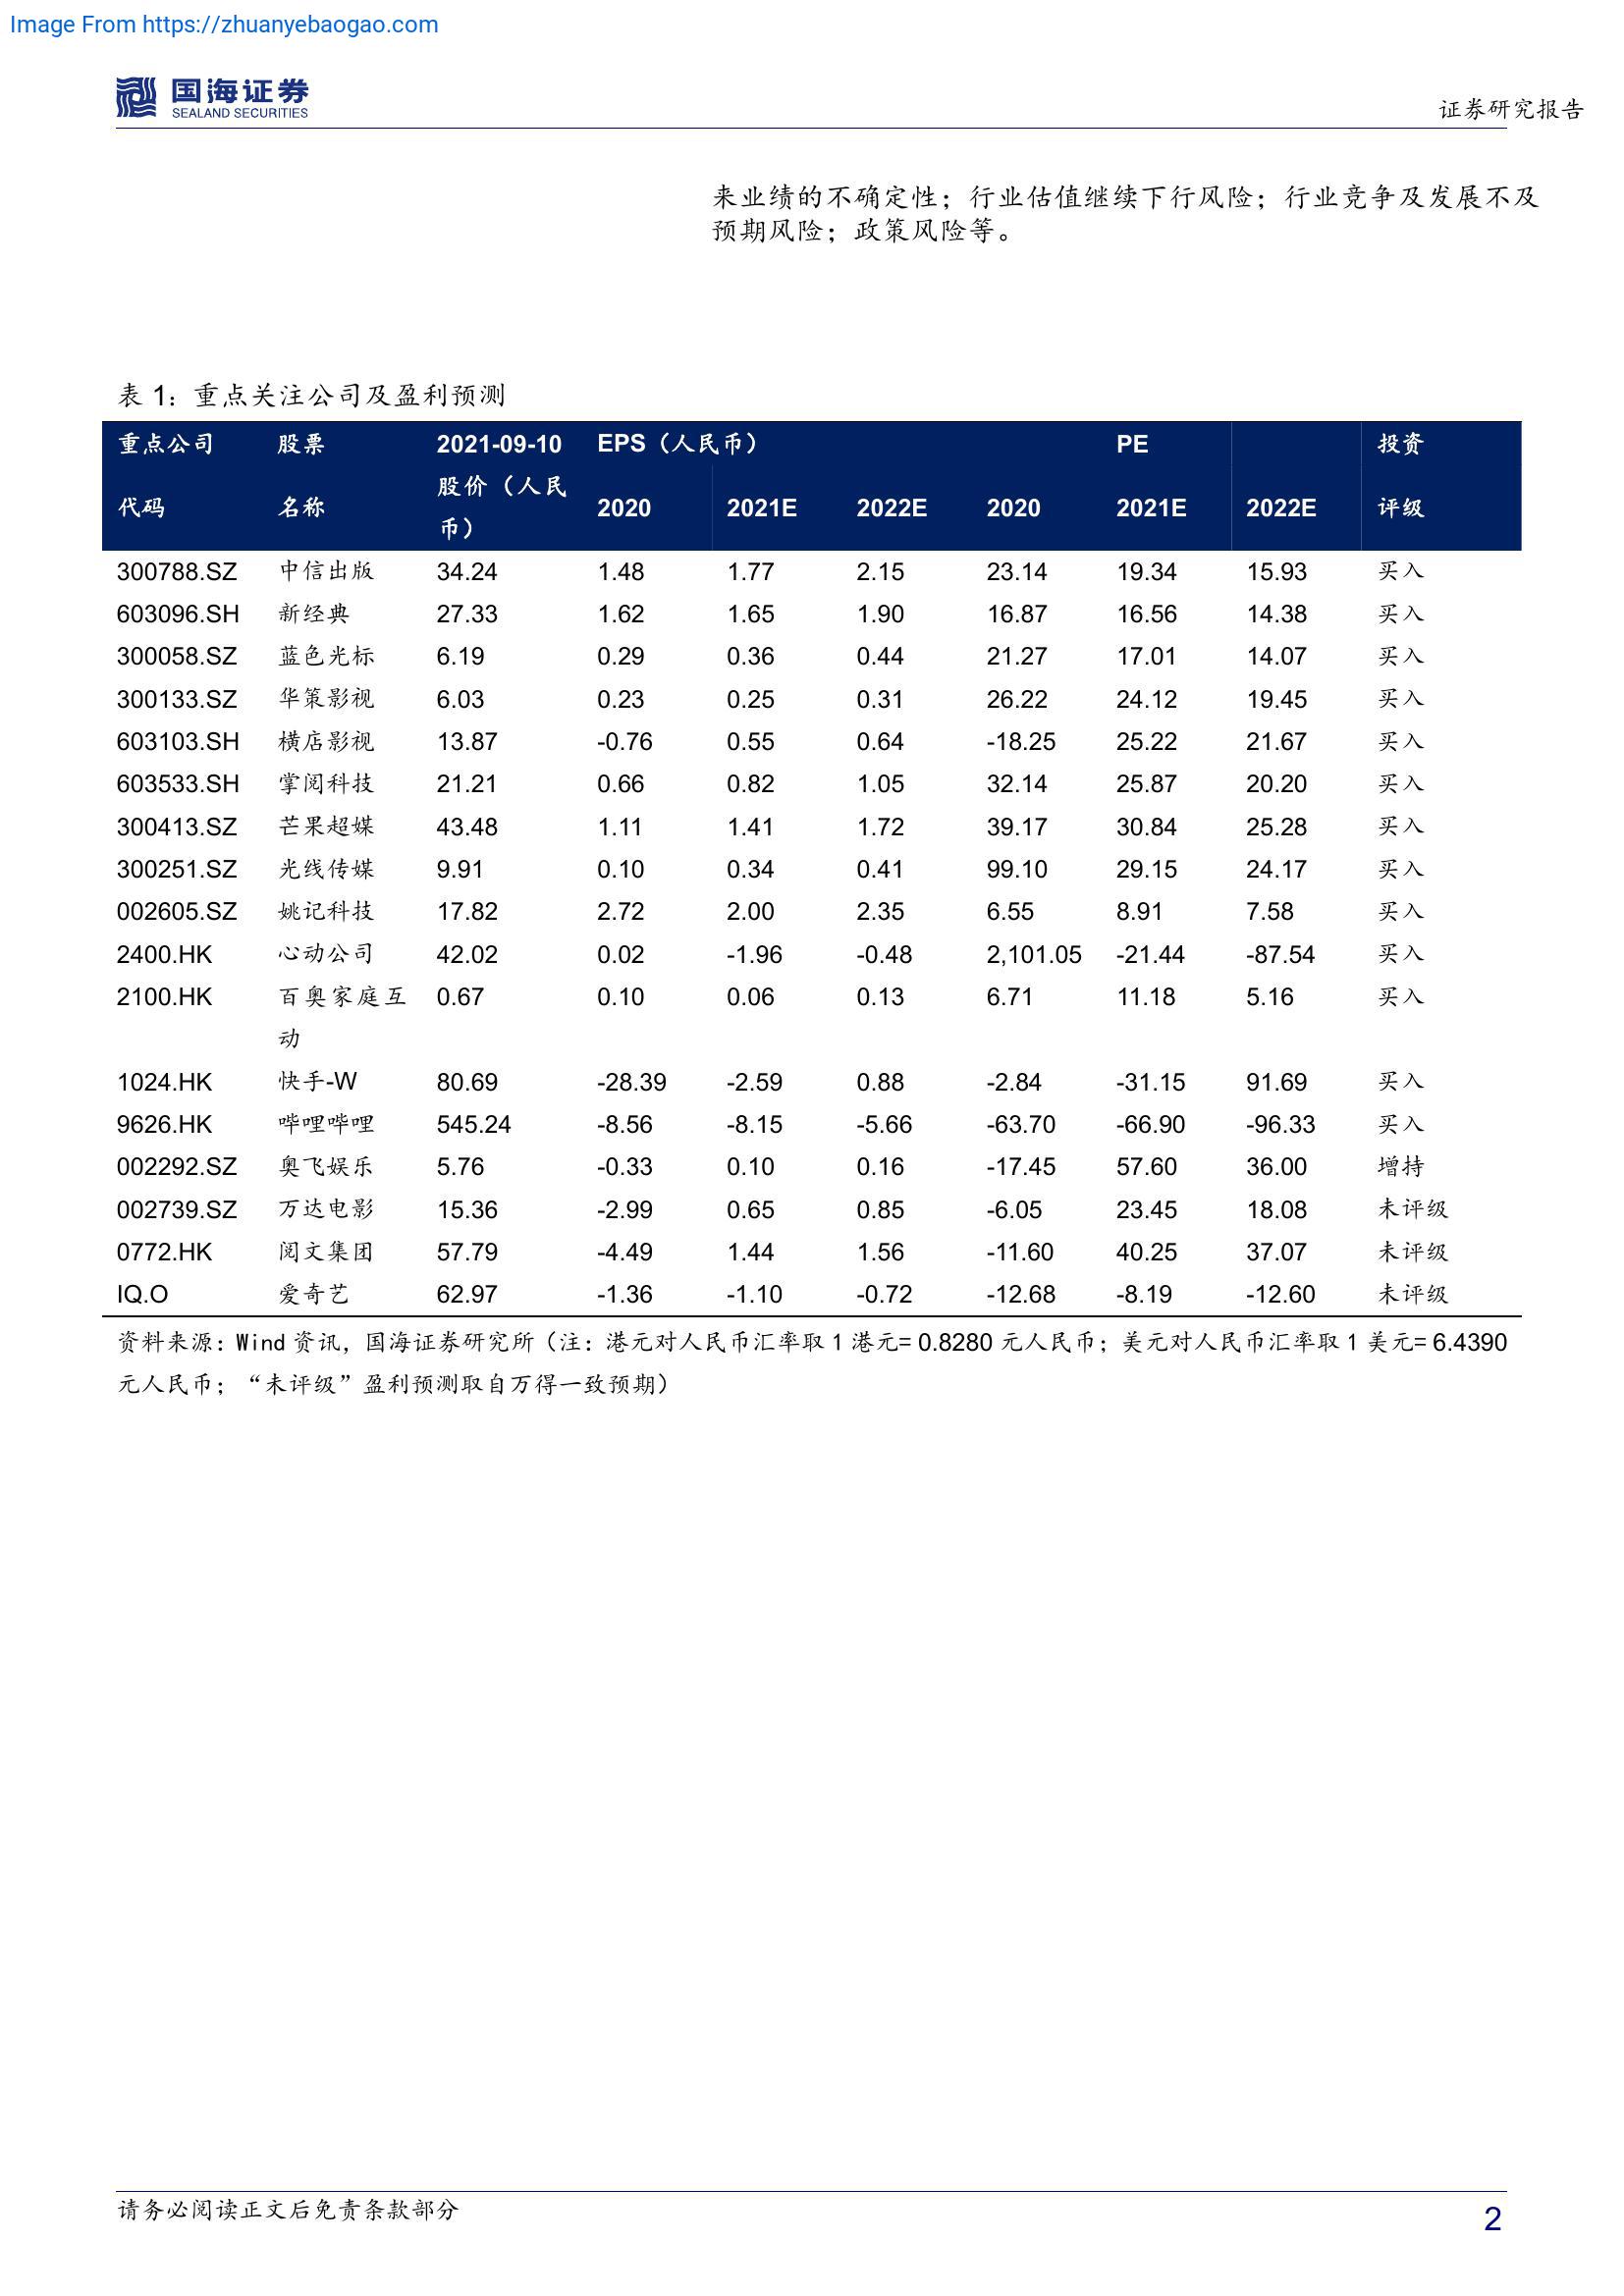 Image From https://zhuanyebaogao.com
国海证券
SEALAND SECURITIES
证券研究报告
来业绩的不确定性；行业估值继续下行风险；行业竞争及发展不及
预期风险；政策风险等。
表 1：重点关注公司及盈利预测
重点公司 股票 2021-09-10 EPS（人民币） PE 投资
代码 名称 股价（人民 2020 2021E 2022E 2020 2021E 2022E 评级
币）
300788.SZ 中信出版 34.24 1.48 1.77 2.15 23.14 19.34 15.93 买入
603096.SH 新经典 27.33 1.62 1.65 1.90 16.87 16.56 14.38 买入
300058.SZ 蓝色光标 6.19 0.29 0.36 0.44 21.27 17.01 14.07 买入
300133.SZ 华策影视 6.03 0.23 0.25 0.31 26.22 24.12 19.45 买入
603103.SH 横店影视 13.87 -0.76 0.55 0.64 -18.25 25.22 21.67 买入
603533.SH 掌阅科技 21.21 0.66 0.82 1.05 32.14 25.87 20.20 买入
300413.SZ 芒果超媒 43.48 1.11 1.41 1.72 39.17 30.84 25.28 买入
300251.SZ 光线传媒 9.91 0.10 0.34 0.41 99.10 29.15 24.17 买入
002605.SZ 姚记科技 17.82 2.72 2.00 2.35 6.55 8.91 7.58 买入
2400.HK 心动公司 42.02 0.02 -1.96 -0.48 2,101.05 -21.44 -87.54 买入
2100.HK 百奥家庭互 0.67 0.10 0.06 0.13 6.71 11.18 5.16 买入
动
1024.HK 快手-W 80.69 -28.39 -2.59 0.88 -2.84 -31.15 91.69 买入
9626.HK 哔哩哔哩 545.24 -8.56 -8.15 -5.66 -63.70 -66.90 -96.33 买入
002292.SZ 奥飞娱乐 5.76 -0.33 0.10 0.16 -17.45 57.60 36.00 增持
002739.SZ 万达电影 15.36 -2.99 0.65 0.85 -6.05 23.45 18.08 未评级
0772.HK 阅文集团 57.79 -4.49 1.44 1.56 -11.60 40.25 37.07 未评级
IQ.O 爱奇艺 62.97 -1.36 -1.10 -0.72 -12.68 -8.19 -12.60 未评级
资料来源：Wind 资讯，国海证券研究所（注：港元对人民币汇率取 1 港元= 0.8280 元人民币；美元对人民币汇率取 1 美元= 6.4390
元人民币；“未评级”盈利预测取自万得一致预期）
请务必阅读正文后免责条款部分
2